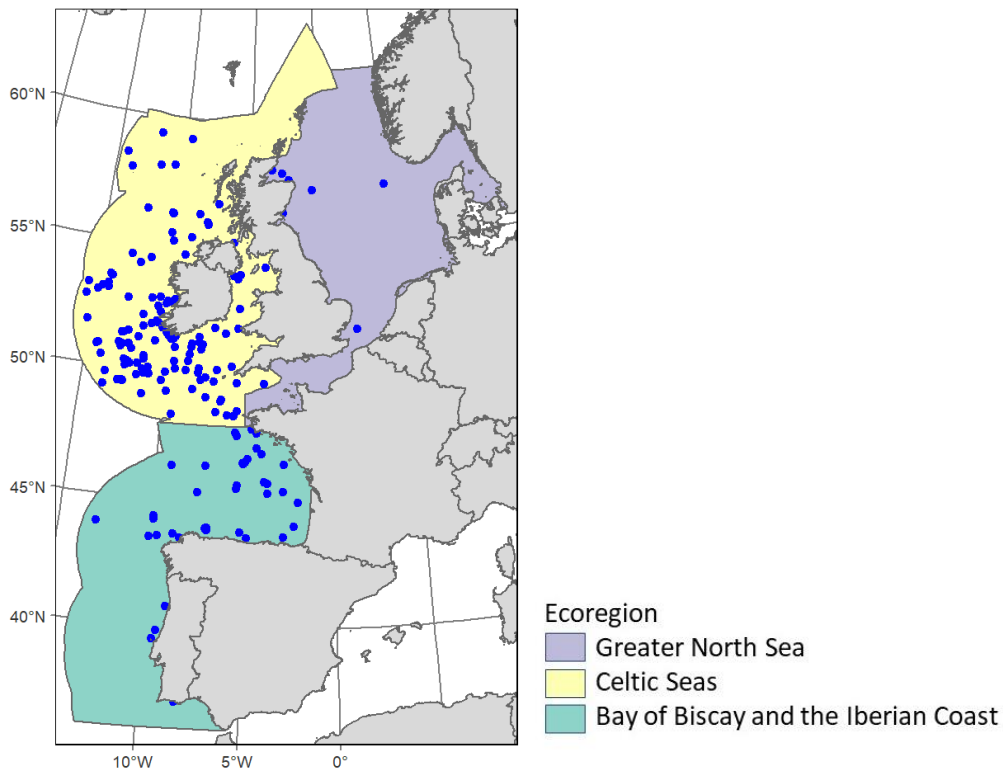 60°N
55°N
50°N
45°N
40°N
10°W
5°W
0°
Ecoregion
Greater North Sea
Celtic Seas
Bay of Biscay and the Iberian Coast